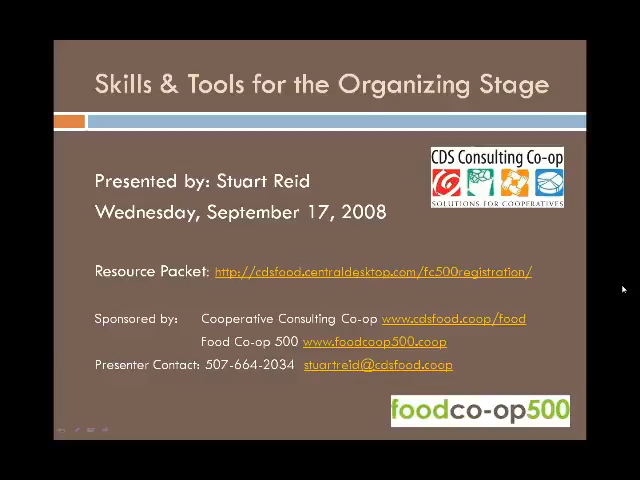 Skills & Tools for the Organizing Stage
CDS Consulting Co-op
SOLUTIONS FOR COOPERATIVES
Presented by: Stuart Reid
Wednesday, September 17, 2008
Resource Packet: http://cdsfood.centraldesktop.com/fc500registration/
Sponsored by: Cooperative Consulting Co-op www.cdsfood.coop/food
Food Co-op 500 www.foodcoop500.coop
Presenter Contact: 507-664-2034 stuartreid@cdsfood.coop
foodco-op500